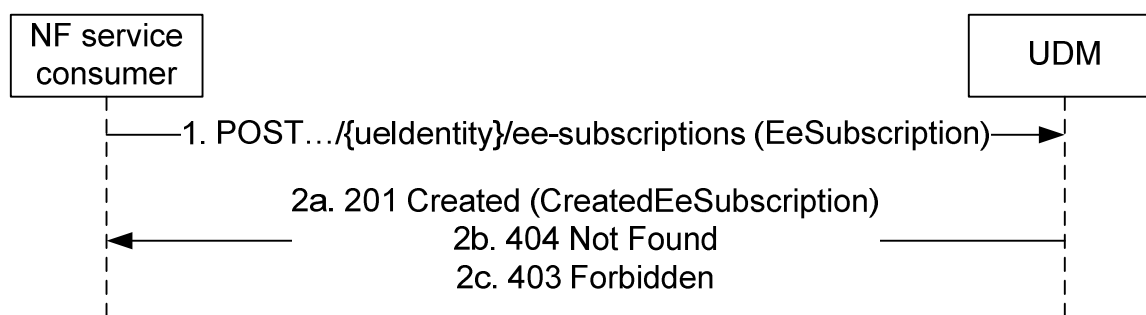 NF service
consumer
UDM
1. POST…/{ueIdentity}/ee-subscriptions (EeSubscription)
2a. 201 Created (CreatedEeSubscription)
2b. 404 Not Found
2c. 403 Forbidden